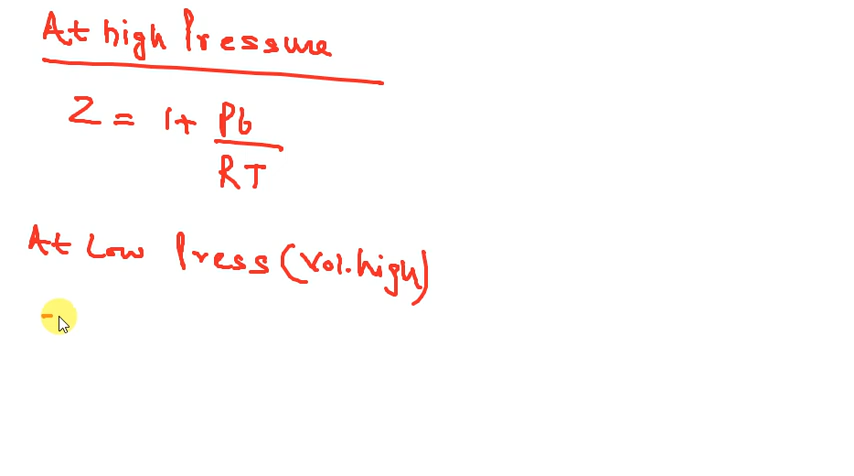 At high Pressure
Z = 1 + Pb
RT
At Low Press (Vol. high)